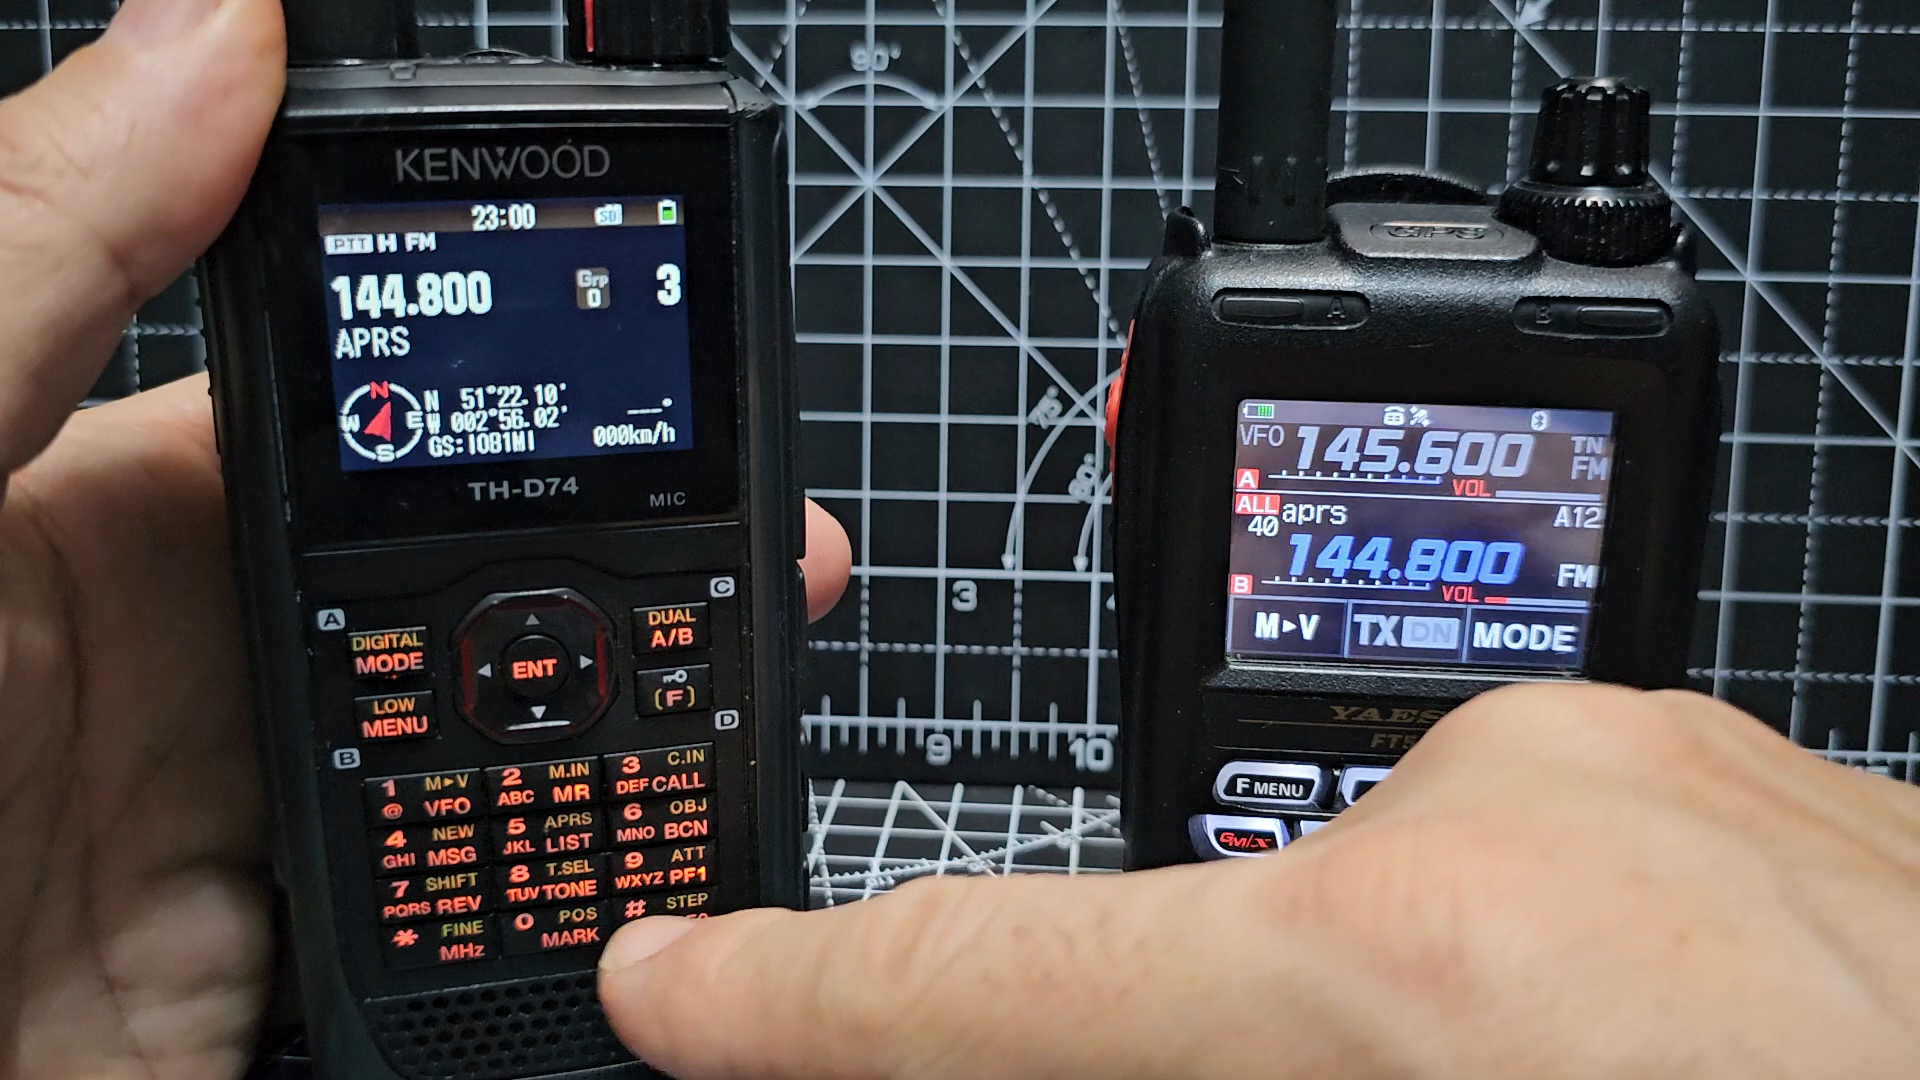 KENWOOD
23:00 SD
PTT H FM
144.800 Grp 0 3
APRS
N W E S
N 51°22.10'
W 002°56.02'
GS:IO81MI 000km/h
TH-D74
MIC
A
C
DIGITAL
MODE
DUAL
A/B
ENT
LOW
MENU
(F)
B
D
1 M▸V
@ VFO
2 M.IN
ABC MR
3 C.IN
DEF CALL
4 NEW
GHI MSG
5 APRS
JKL LIST
6 OBJ
MNO BCN
7 SHIFT
PQRS REV
8 T.SEL
TUV TONE
9 ATT
WXYZ PF1
* FINE
MHz
0 POS
MARK
# STEP
90°
75°
3
9
10
GPS
A
B
VFO 145.600 TN
FM
A
VOL
ALL aprs A12
40
144.800 FM
B
VOL
M▸V TX DN MODE
F MENU
GM/X